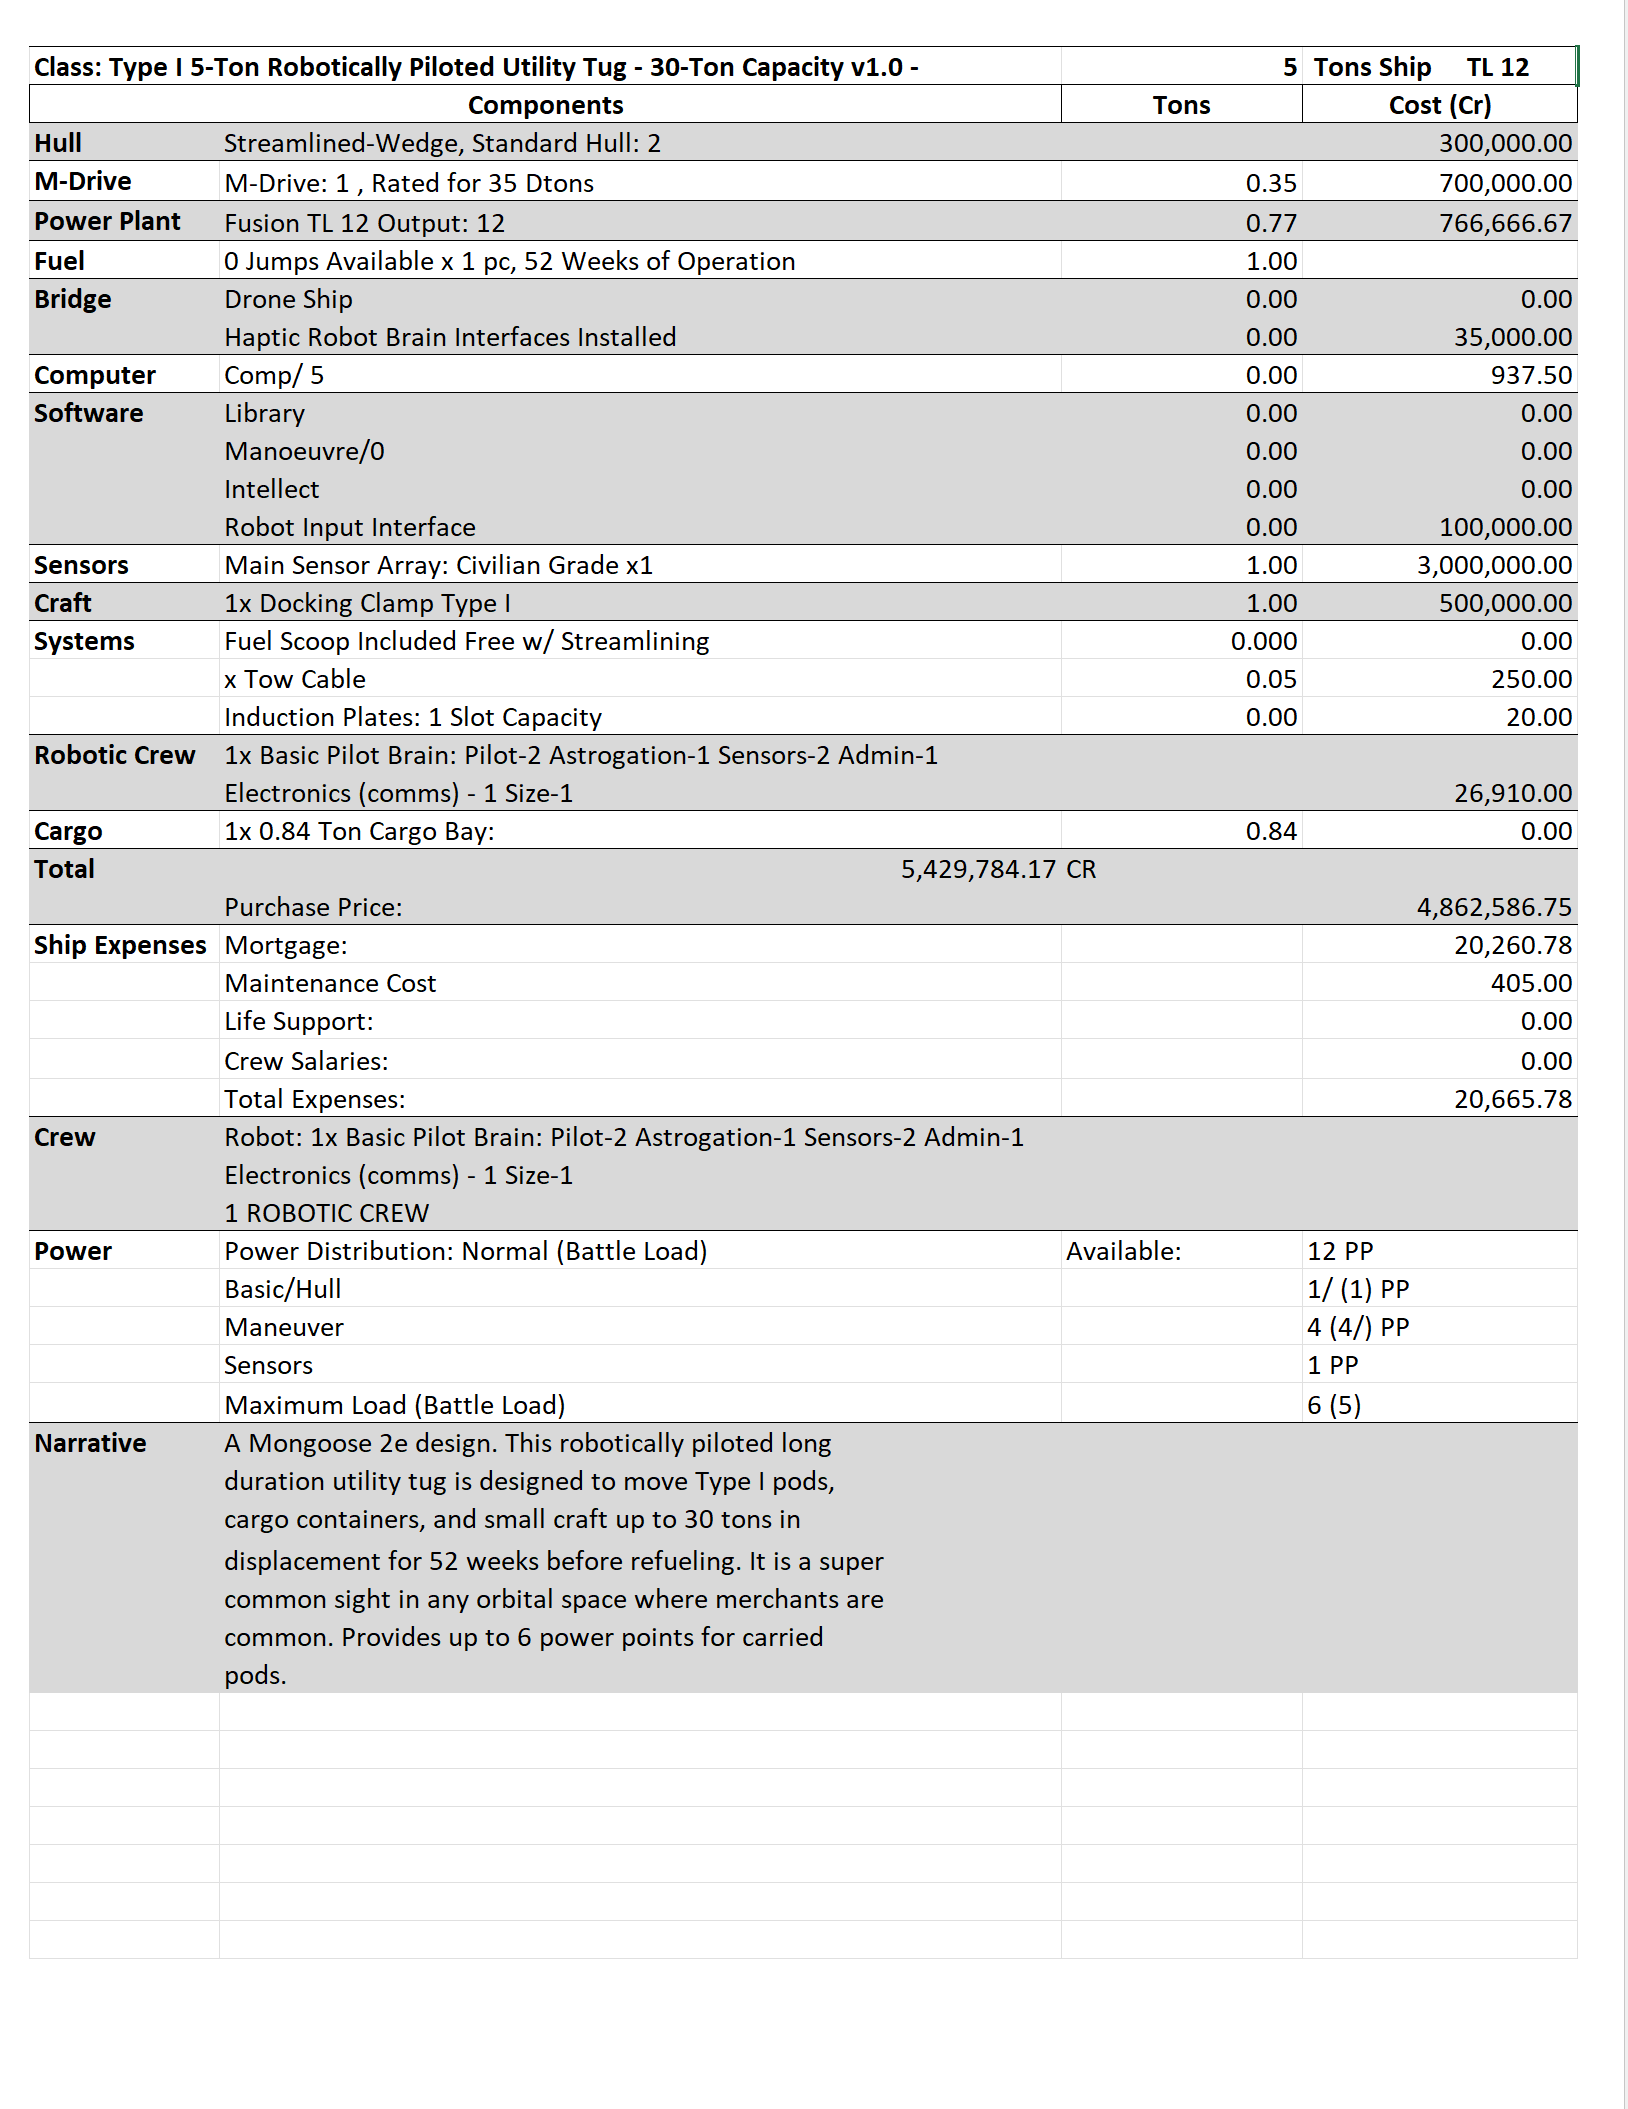 Class: Type I 5-Ton Robotically Piloted Utility Tug - 30-Ton Capacity v1.0 - 5 Tons Ship TL 12
Components Tons Cost (Cr)
Hull Streamlined-Wedge, Standard Hull: 2 300,000.00
M-Drive M-Drive: 1 , Rated for 35 Dtons 0.35 700,000.00
Power Plant Fusion TL 12 Output: 12 0.77 766,666.67
Fuel 0 Jumps Available x 1 pc, 52 Weeks of Operation 1.00
Bridge Drone Ship 0.00 0.00
Haptic Robot Brain Interfaces Installed 0.00 35,000.00
Computer Comp/ 5 0.00 937.50
Software Library 0.00 0.00
Manoeuvre/0 0.00 0.00
Intellect 0.00 0.00
Robot Input Interface 0.00 100,000.00
Sensors Main Sensor Array: Civilian Grade x1 1.00 3,000,000.00
Craft 1x Docking Clamp Type I 1.00 500,000.00
Systems Fuel Scoop Included Free w/ Streamlining 0.000 0.00
x Tow Cable 0.05 250.00
Induction Plates: 1 Slot Capacity 0.00 20.00
Robotic Crew 1x Basic Pilot Brain: Pilot-2 Astrogation-1 Sensors-2 Admin-1
Electronics (comms) - 1 Size-1 26,910.00
Cargo 1x 0.84 Ton Cargo Bay: 0.84 0.00
Total 5,429,784.17 CR
Purchase Price: 4,862,586.75
Ship Expenses Mortgage: 20,260.78
Maintenance Cost 405.00
Life Support: 0.00
Crew Salaries: 0.00
Total Expenses: 20,665.78
Crew Robot: 1x Basic Pilot Brain: Pilot-2 Astrogation-1 Sensors-2 Admin-1
Electronics (comms) - 1 Size-1
1 ROBOTIC CREW
Power Power Distribution: Normal (Battle Load) Available: 12 PP
Basic/Hull 1/ (1) PP
Maneuver 4 (4/) PP
Sensors 1 PP
Maximum Load (Battle Load) 6 (5)
Narrative A Mongoose 2e design. This robotically piloted long
duration utility tug is designed to move Type I pods,
cargo containers, and small craft up to 30 tons in
displacement for 52 weeks before refueling. It is a super
common sight in any orbital space where merchants are
common. Provides up to 6 power points for carried
pods.